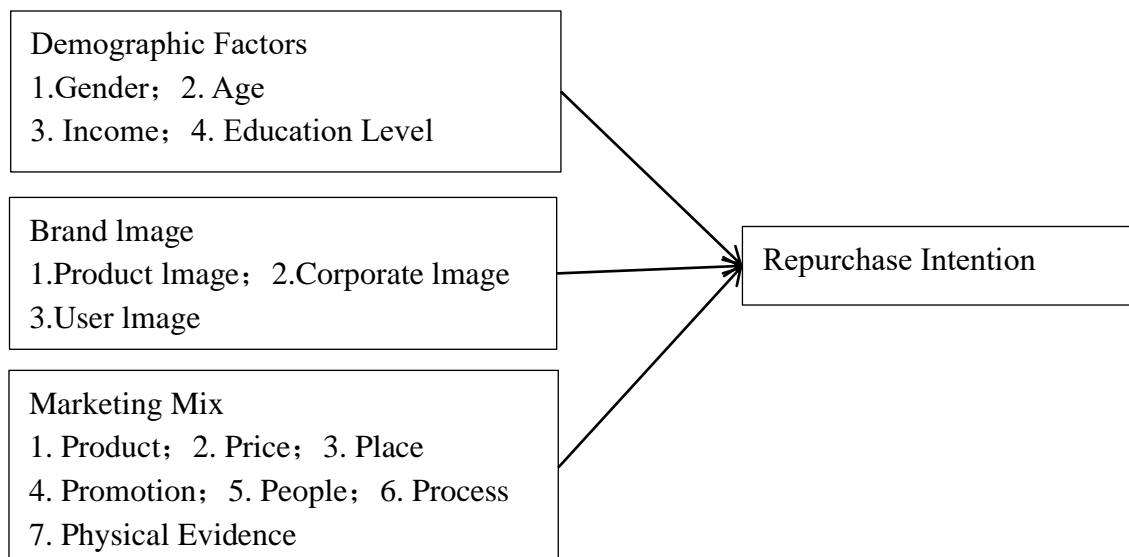 Demographic Factors
1.Gender；2. Age
3. Income；4. Education Level
Brand lmage
1.Product lmage；2.Corporate lmage
3.User lmage
Repurchase Intention
Marketing Mix
1. Product；2. Price；3. Place
4. Promotion；5. People；6. Process
7. Physical Evidence